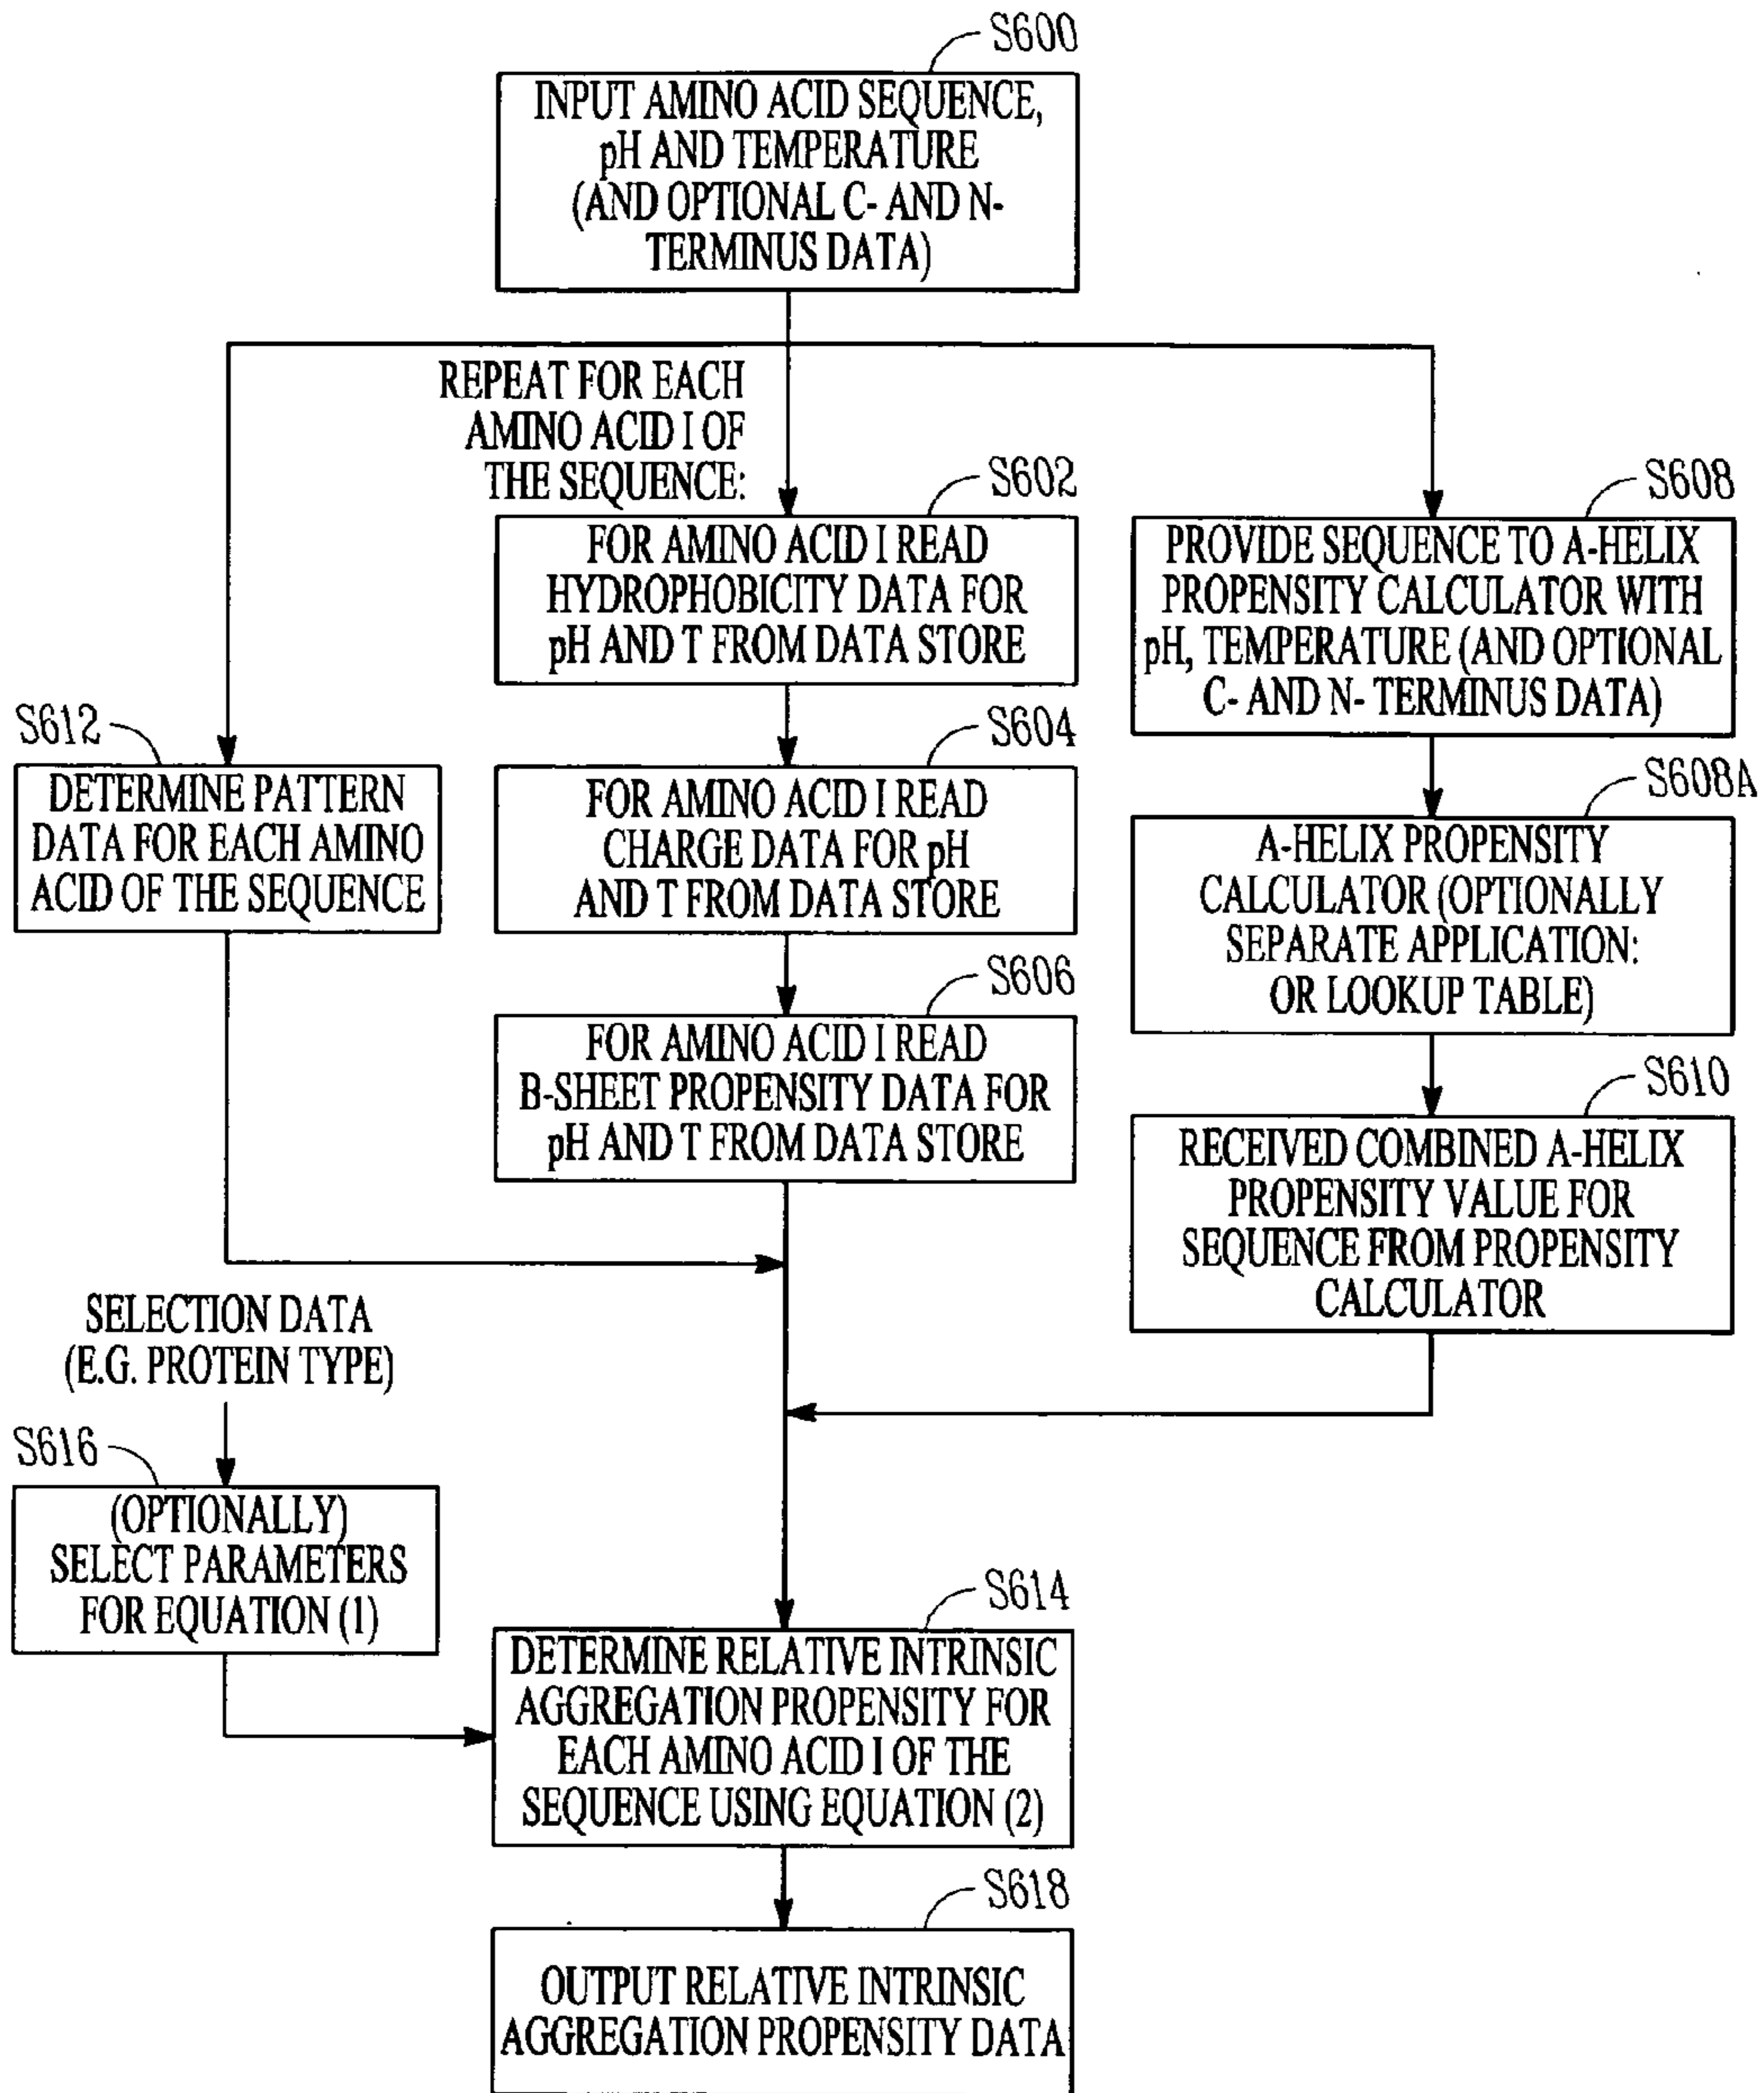 S600
INPUT AMINO ACID SEQUENCE,
pH AND TEMPERATURE
(AND OPTIONAL C- AND N-
TERMINUS DATA)
REPEAT FOR EACH
AMINO ACID I OF
THE SEQUENCE:
S602
FOR AMINO ACID I READ
HYDROPHOBICITY DATA FOR
pH AND T FROM DATA STORE
S608
PROVIDE SEQUENCE TO A-HELIX
PROPENSITY CALCULATOR WITH
pH, TEMPERATURE (AND OPTIONAL
C- AND N- TERMINUS DATA)
S612
DETERMINE PATTERN
DATA FOR EACH AMINO
ACID OF THE SEQUENCE
S604
FOR AMINO ACID I READ
CHARGE DATA FOR pH
AND T FROM DATA STORE
S608A
A-HELIX PROPENSITY
CALCULATOR (OPTIONALLY
SEPARATE APPLICATION:
OR LOOKUP TABLE)
S606
FOR AMINO ACID I READ
B-SHEET PROPENSITY DATA FOR
pH AND T FROM DATA STORE
S610
RECEIVED COMBINED A-HELIX
PROPENSITY VALUE FOR
SEQUENCE FROM PROPENSITY
CALCULATOR
SELECTION DATA
(E.G. PROTEIN TYPE)
S616
(OPTIONALLY)
SELECT PARAMETERS
FOR EQUATION (1)
S614
DETERMINE RELATIVE INTRINSIC
AGGREGATION PROPENSITY FOR
EACH AMINO ACID I OF THE
SEQUENCE USING EQUATION (2)
S618
OUTPUT RELATIVE INTRINSIC
AGGREGATION PROPENSITY DATA